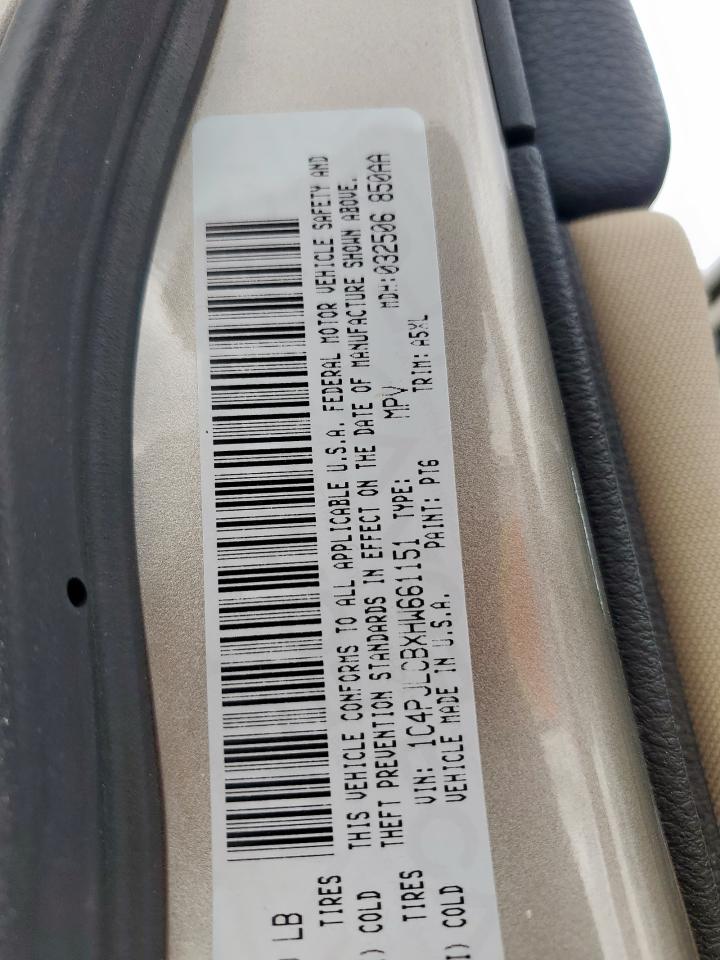 LB
TIRES
) COLD
TIRES
I) COLD
THIS VEHICLE CONFORMS TO ALL APPLICABLE U.S.A. FEDERAL MOTOR VEHICLE SAFETY AND
THEFT PREVENTION STANDARDS IN EFFECT ON THE DATE OF MANUFACTURE SHOWN ABOVE.
VIN: 1C4PJLCBXHW661151 TYPE: MPV MDH:032506 850AA
VEHICLE MADE IN U.S.A. PAINT: PTG TRIM: A5XL